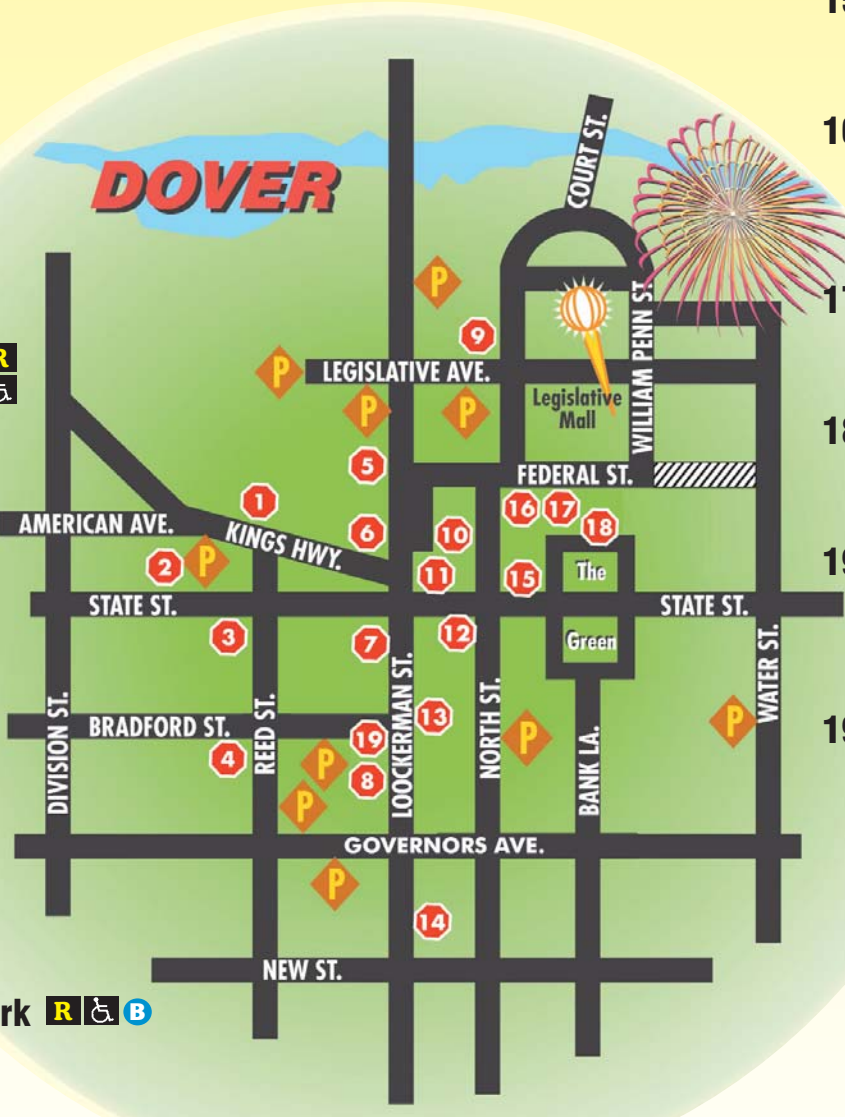 DOVER
COURT ST.
P
9
WILLIAM PENN ST.
P
LEGISLATIVE AVE.
R
P
P
Legislative
Mall
5
FEDERAL ST.
1
16
17
18
AMERICAN AVE.
KINGS HWY.
6
10
2
P
11
15
The
STATE ST.
STATE ST.
3
7
12
Green
DIVISION ST.
REED ST.
LOOCKERMAN ST.
NORTH ST.
BANK LA.
WATER ST.
BRADFORD ST.
13
P
P
19
4
P
8
P
GOVERNORS AVE.
P
14
NEW ST.
rk R B
18
19
19